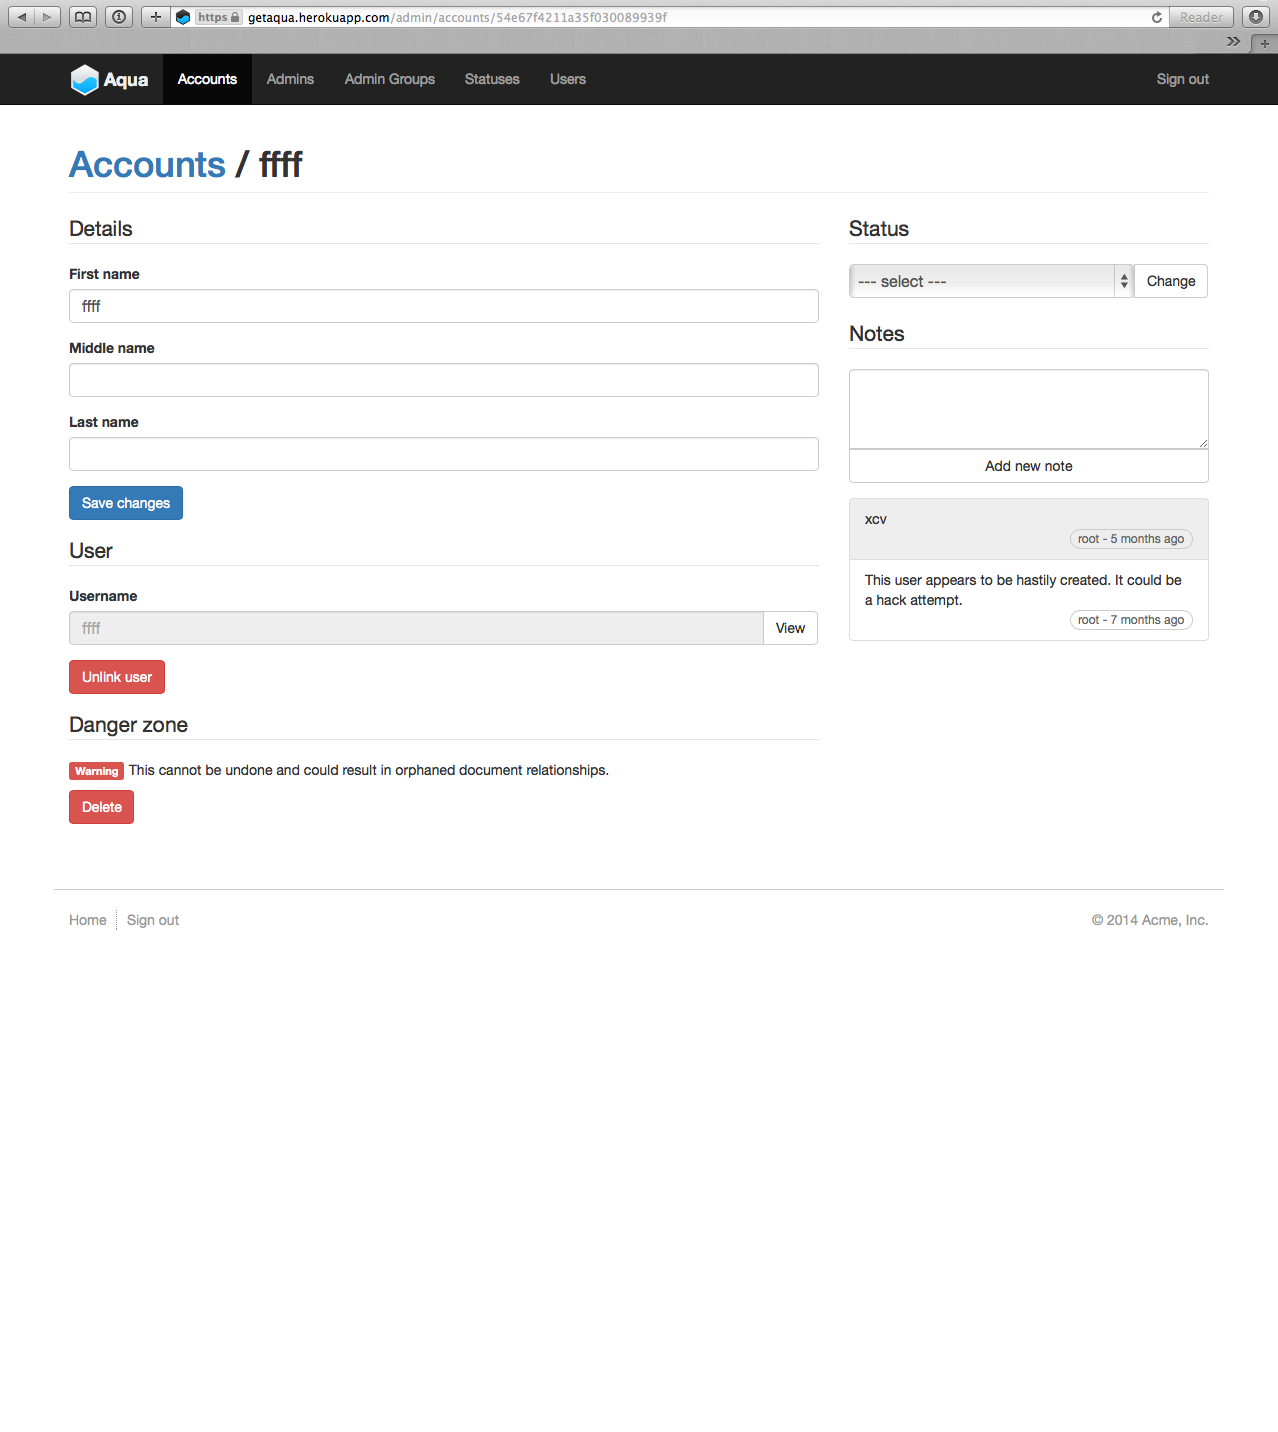 https getaqua.herokuapp.com/admin/accounts/54e67f4211a35f030089939f Reader
Aqua Accounts Admins Admin Groups Statuses Users Sign out
Accounts / ffff
Details
First name
ffff
Middle name
Last name
Save changes
User
Username
ffff View
Unlink user
Danger zone
Warning This cannot be undone and could result in orphaned document relationships.
Delete
Status
--- select --- Change
Notes
Add new note
xcv
root - 5 months ago
This user appears to be hastily created. It could be
a hack attempt.
root - 7 months ago
Home Sign out © 2014 Acme, Inc.